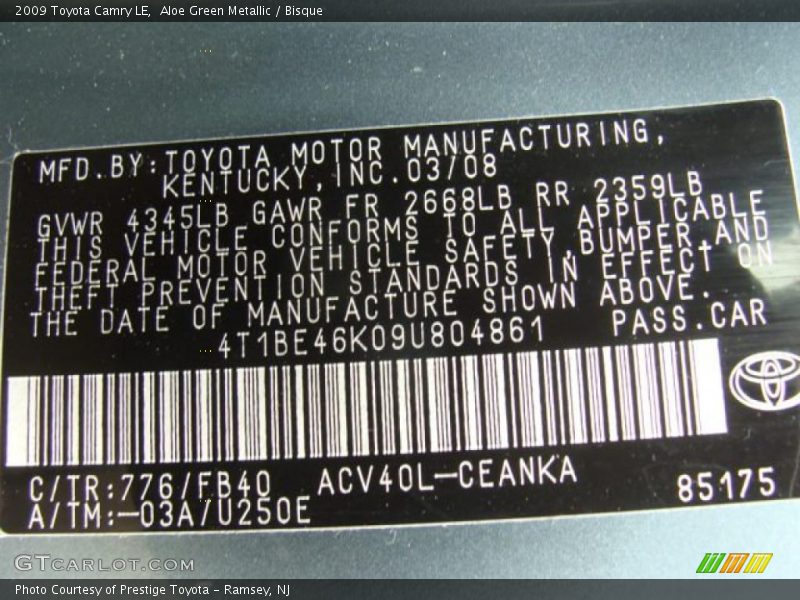 2009 Toyota Camry LE,  Aloe Green Metallic / Bisque
MFD.BY:TOYOTA MOTOR MANUFACTURING,
KENTUCKY,INC.03/08
GVWR 4345LB GAWR FR 2668LB RR 2359LB
THIS VEHICLE CONFORMS TO ALL APPLICABLE
FEDERAL MOTOR VEHICLE SAFETY,BUMPER,AND
THEFT PREVENTION STANDARDS IN EFFECT ON
THE DATE OF MANUFACTURE SHOWN ABOVE.
4T1BE46K09U804861 PASS.CAR
C/TR:776/FB40 ACV40L-CEANKA
A/TM:-03A/U250E 85175
GTCARLOT.COM
Photo Courtesy of Prestige Toyota - Ramsey, NJ